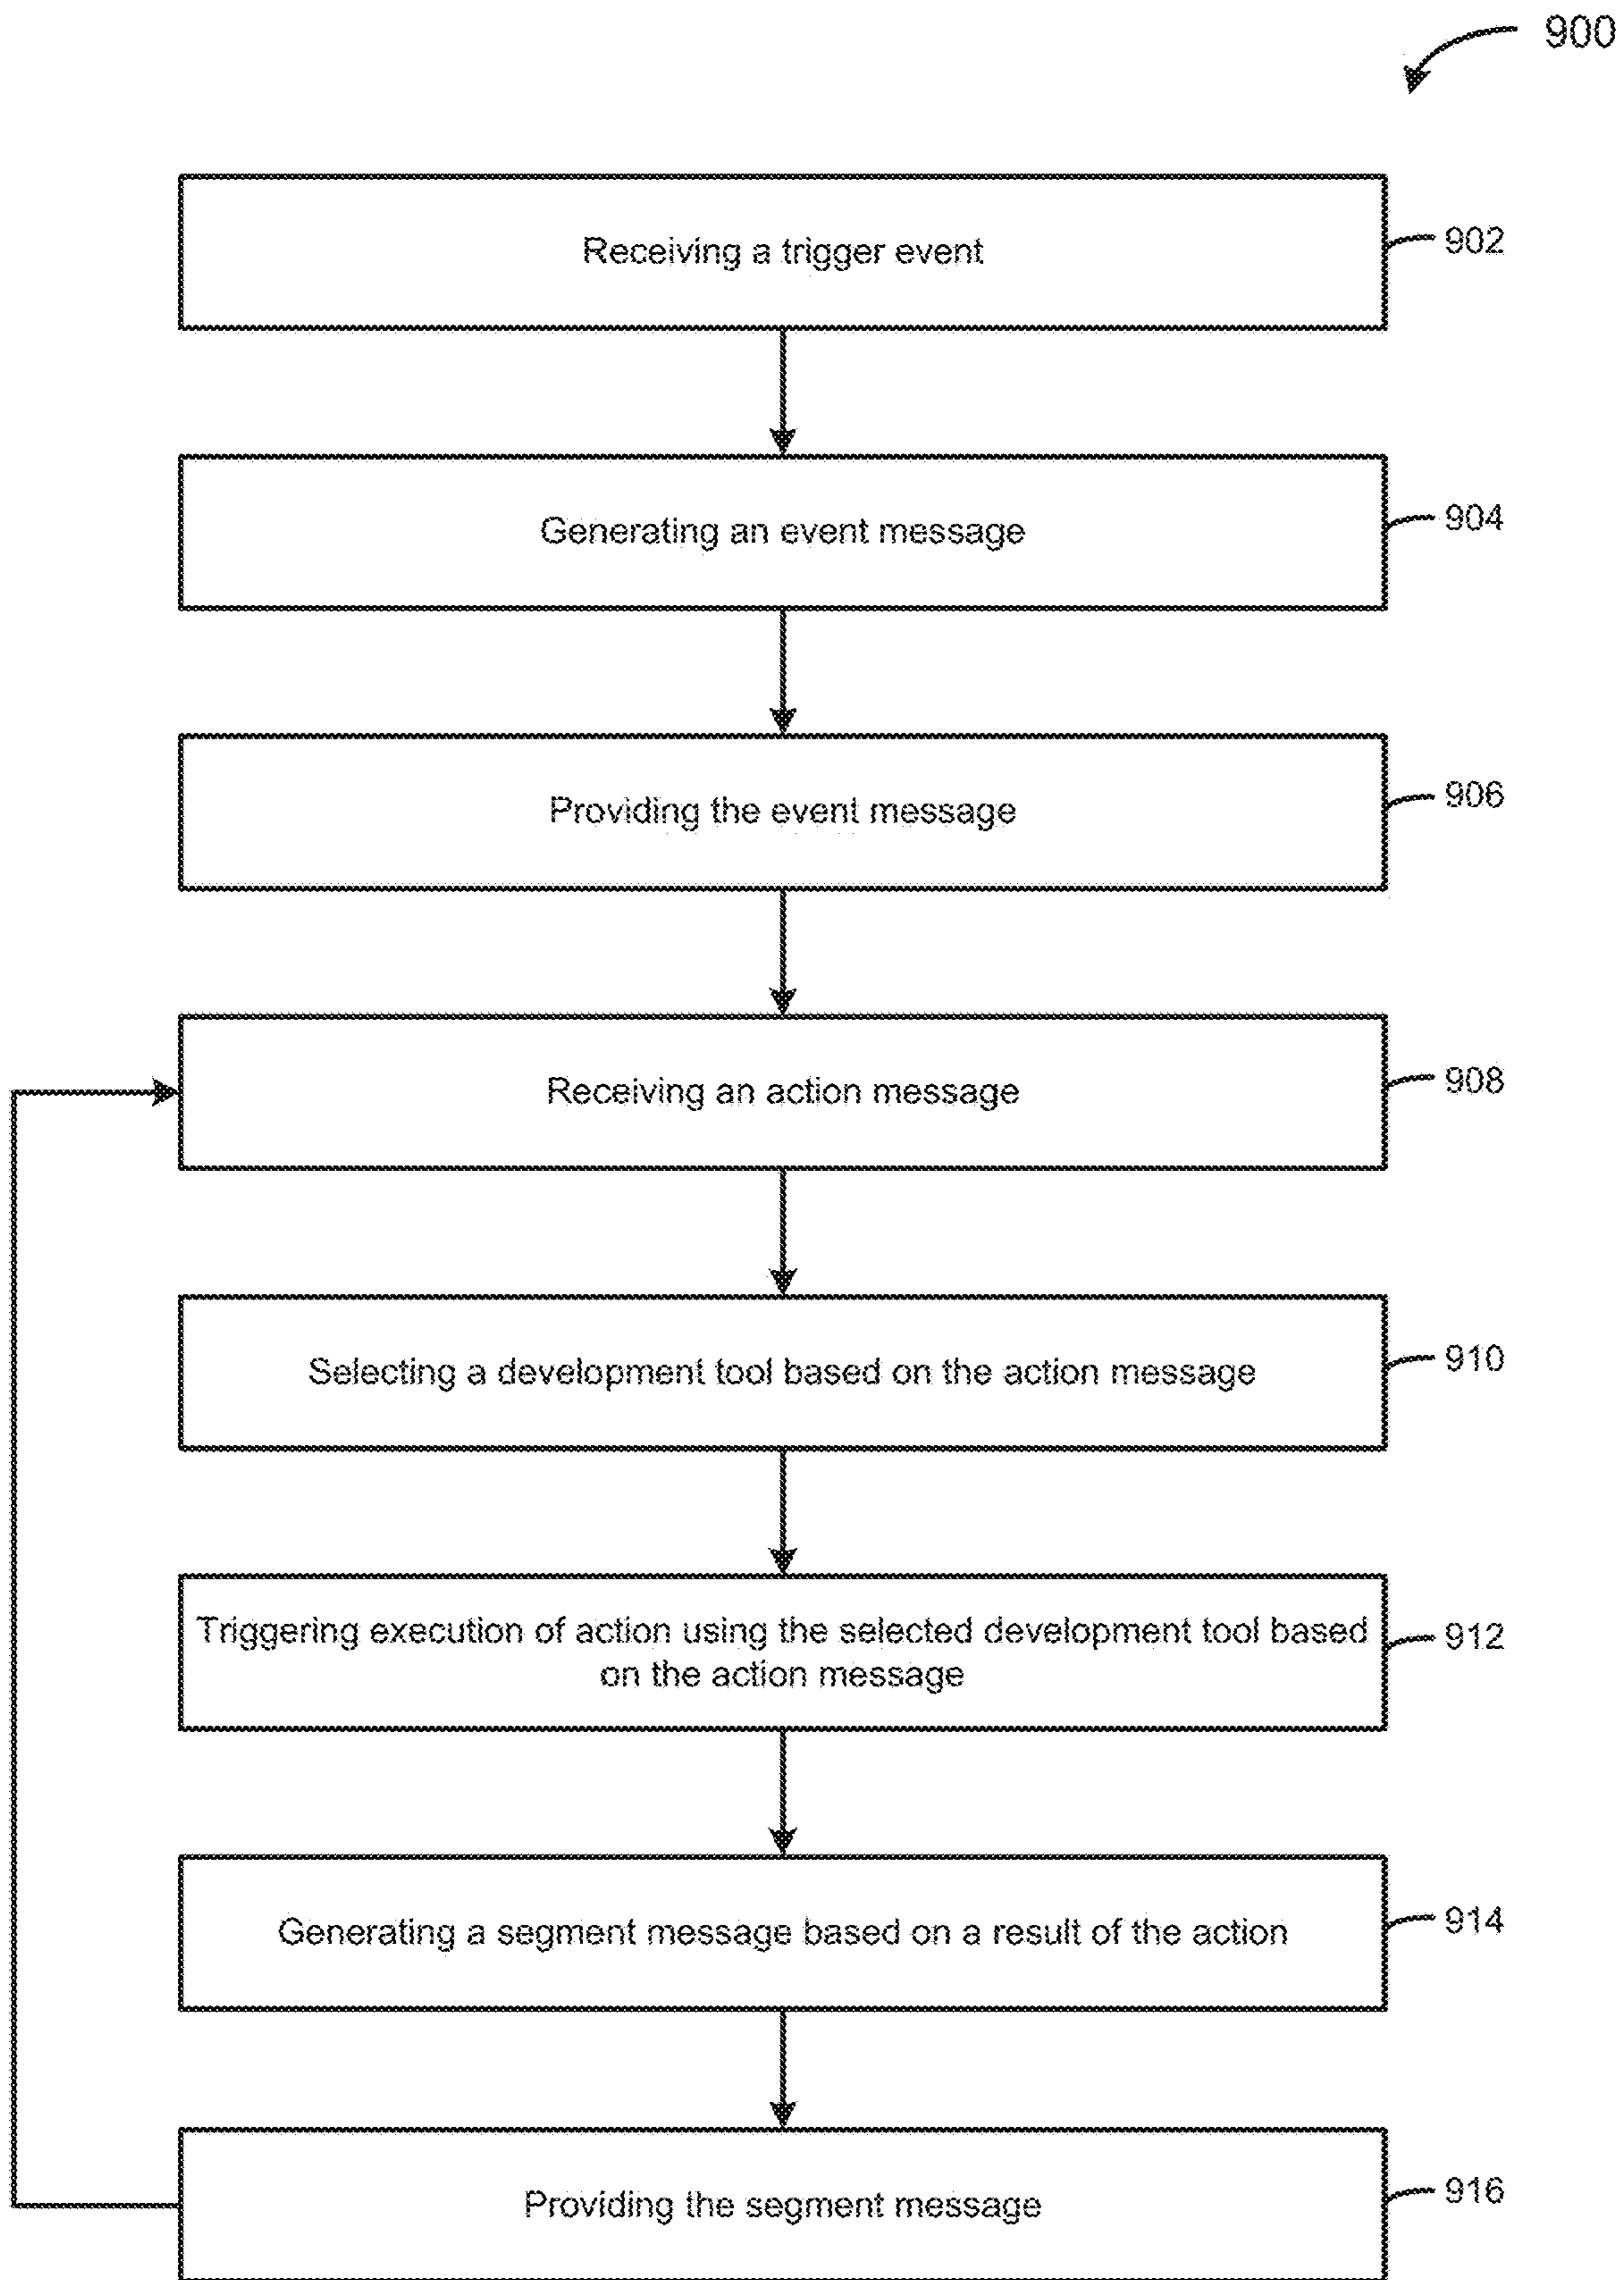 900
Receiving a trigger event
902
Generating an event message
904
Providing the event message
906
Receiving an action message
908
Selecting a development tool based on the action message
910
Triggering execution of action using the selected development tool based
on the action message
912
Generating a segment message based on a result of the action
914
Providing the segment message
916